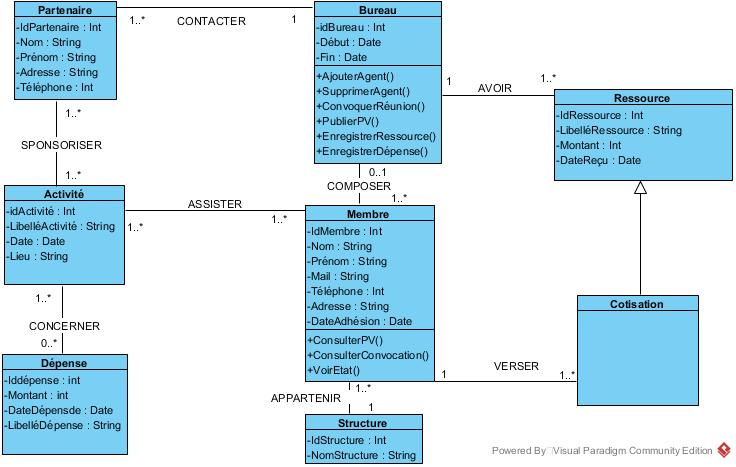 Partenaire
-IdPartenaire : Int
-Nom : String
-Prénom : String
-Adresse : String
-Téléphone : Int
1..*
CONTACTER
1
Bureau
-idBureau : Int
-Début : Date
-Fin : Date
+AjouterAgent()
+SupprimerAgent()
+ConvoquerRéunion()
+PublierPV()
+EnregistrerRessource()
+EnregistrerDépense()
1
AVOIR
1..*
Ressource
-IdRessource : Int
-LibelléRessource : String
-Montant : Int
-DateReçu : Date
1..*
SPONSORISER
1..*
0..1
COMPOSER
1..*
Activité
-idActivité : Int
-LibelléActivité : String
-Date : Date
-Lieu : String
1..*
ASSISTER
1..*
Membre
-IdMembre : Int
-Nom : String
-Prénom : String
-Mail : String
-Téléphone : Int
-Adresse : String
-DateAdhésion : Date
+ConsulterPV()
+ConsulterConvocation()
+VoirEtat()
Cotisation
1..*
CONCERNER
0..*
Dépense
-Iddépense : int
-Montant : int
-DateDépensde : Date
-LibelléDépense : String
1
VERSER
1..*
1..*
APPARTENIR
1
Structure
-IdStructure : Int
-NomStructure : String
Powered By Visual Paradigm Community Edition